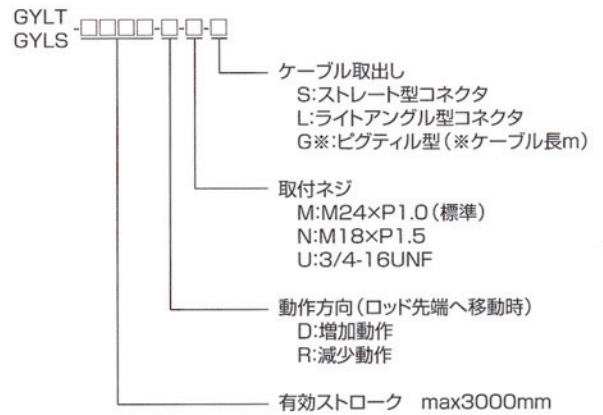 GYLT
GYLS
-□□□□-□-□-□
ケーブル取出し
S:ストレート型コネクタ
L:ライトアングル型コネクタ
G※:ピグティル型(※ケーブル長m)
取付ネジ
M:M24×P1.0(標準)
N:M18×P1.5
U:3/4-16UNF
動作方向(ロッド先端へ移動時)
D:増加動作
R:減少動作
有効ストローク max3000mm